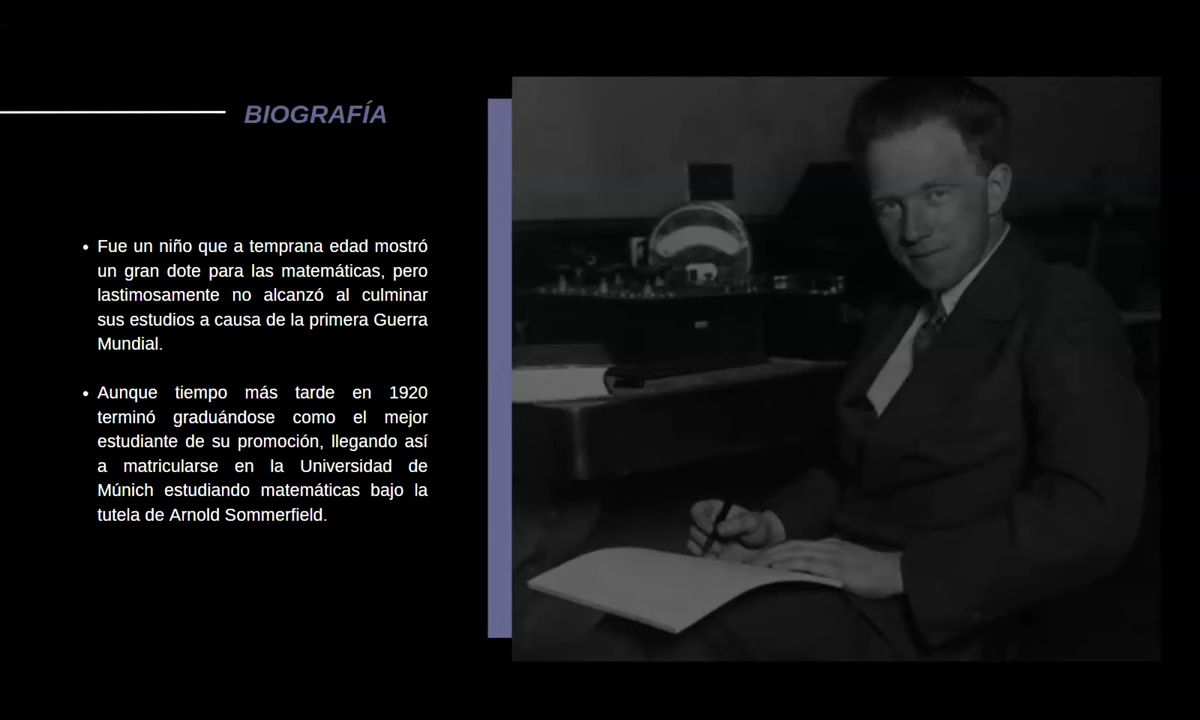 BIOGRAFÍA
• Fue un niño que a temprana edad mostró
un gran dote para las matemáticas, pero
lastimosamente no alcanzó al culminar
sus estudios a causa de la primera Guerra
Mundial.
• Aunque tiempo más tarde en 1920
terminó graduándose como el mejor
estudiante de su promoción, llegando así
a matricularse en la Universidad de
Múnich estudiando matemáticas bajo la
tutela de Arnold Sommerfield.